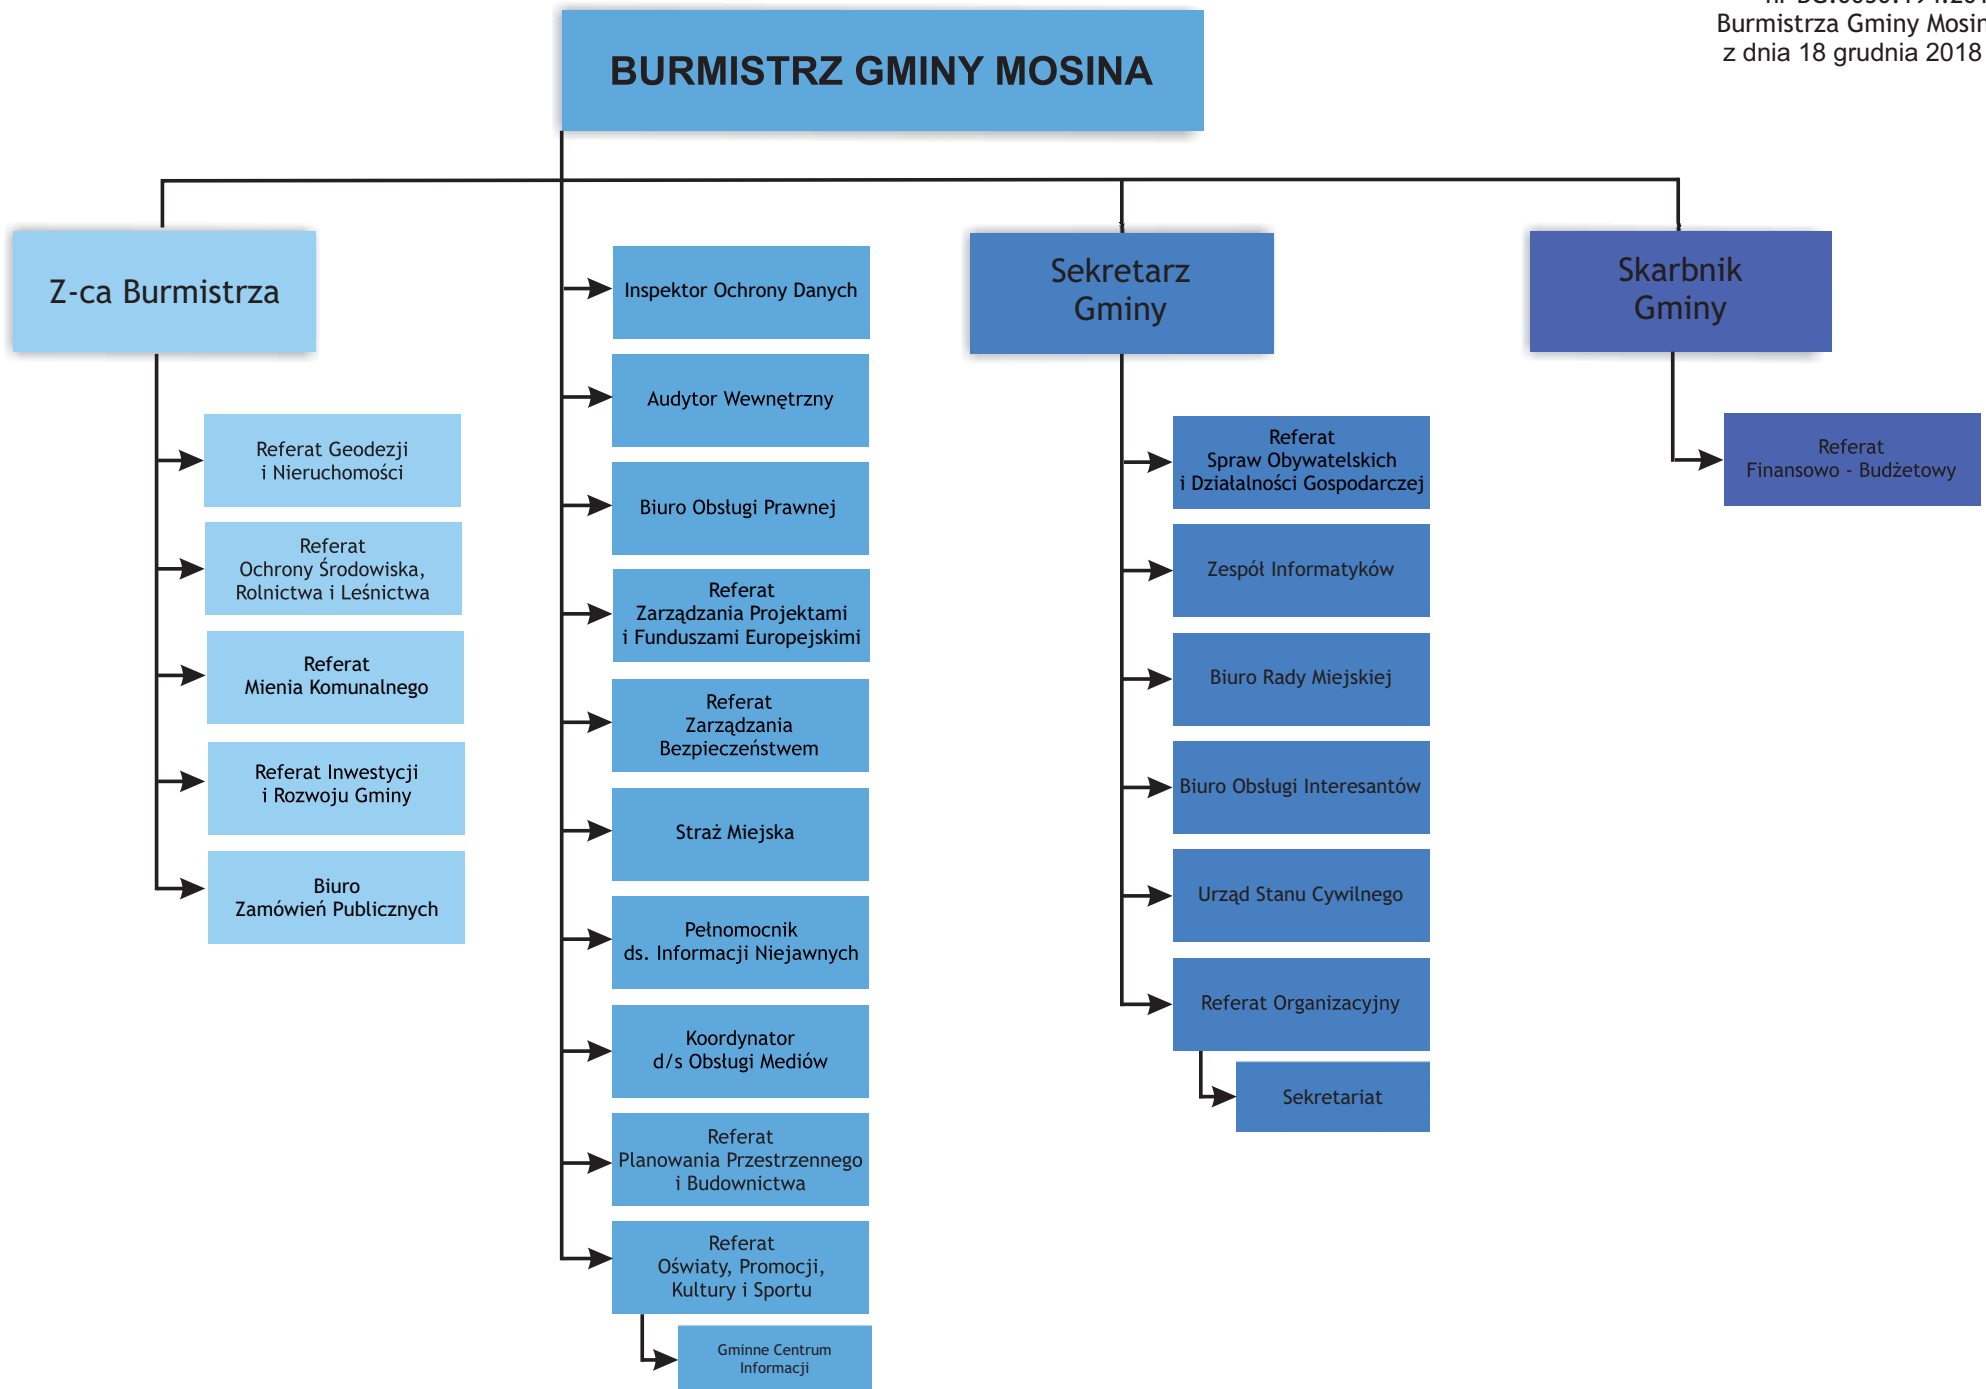 Burmistrza Gminy
z dnia 18 grudnia 2018
BURMISTRZ GMINY MOSINA
Z-ca Burmistrza
Referat Geodezji
i Nieruchomości
Referat
Ochrony Środowiska,
Rolnictwa i Leśnictwa
Referat
Mienia Komunalnego
Referat Inwestycji
i Rozwoju Gminy
Biuro
Zamówień Publicznych
Inspektor Ochrony Danych
Audytor Wewnętrzny
Biuro Obsługi Prawnej
Referat
Zarządzania Projektami
i Funduszami Europejskimi
Referat
Zarządzania
Bezpieczeństwem
Straż Miejska
Pełnomocnik
ds. Informacji Niejawnych
Koordynator
d/s Obsługi Mediów
Referat
Planowania Przestrzennego
i Budownictwa
Referat
Oświaty, Promocji,
Kultury i Sportu
Gminne Centrum
Informacji
Sekretarz
Gminy
Referat
Spraw Obywatelskich
i Działalności Gospodarczej
Zespół Informatyków
Biuro Rady Miejskiej
Biuro Obsługi Interesantów
Urząd Stanu Cywilnego
Referat Organizacyjny
Sekretariat
Skarbnik
Gminy
Referat
Finansowo - Budżetowy